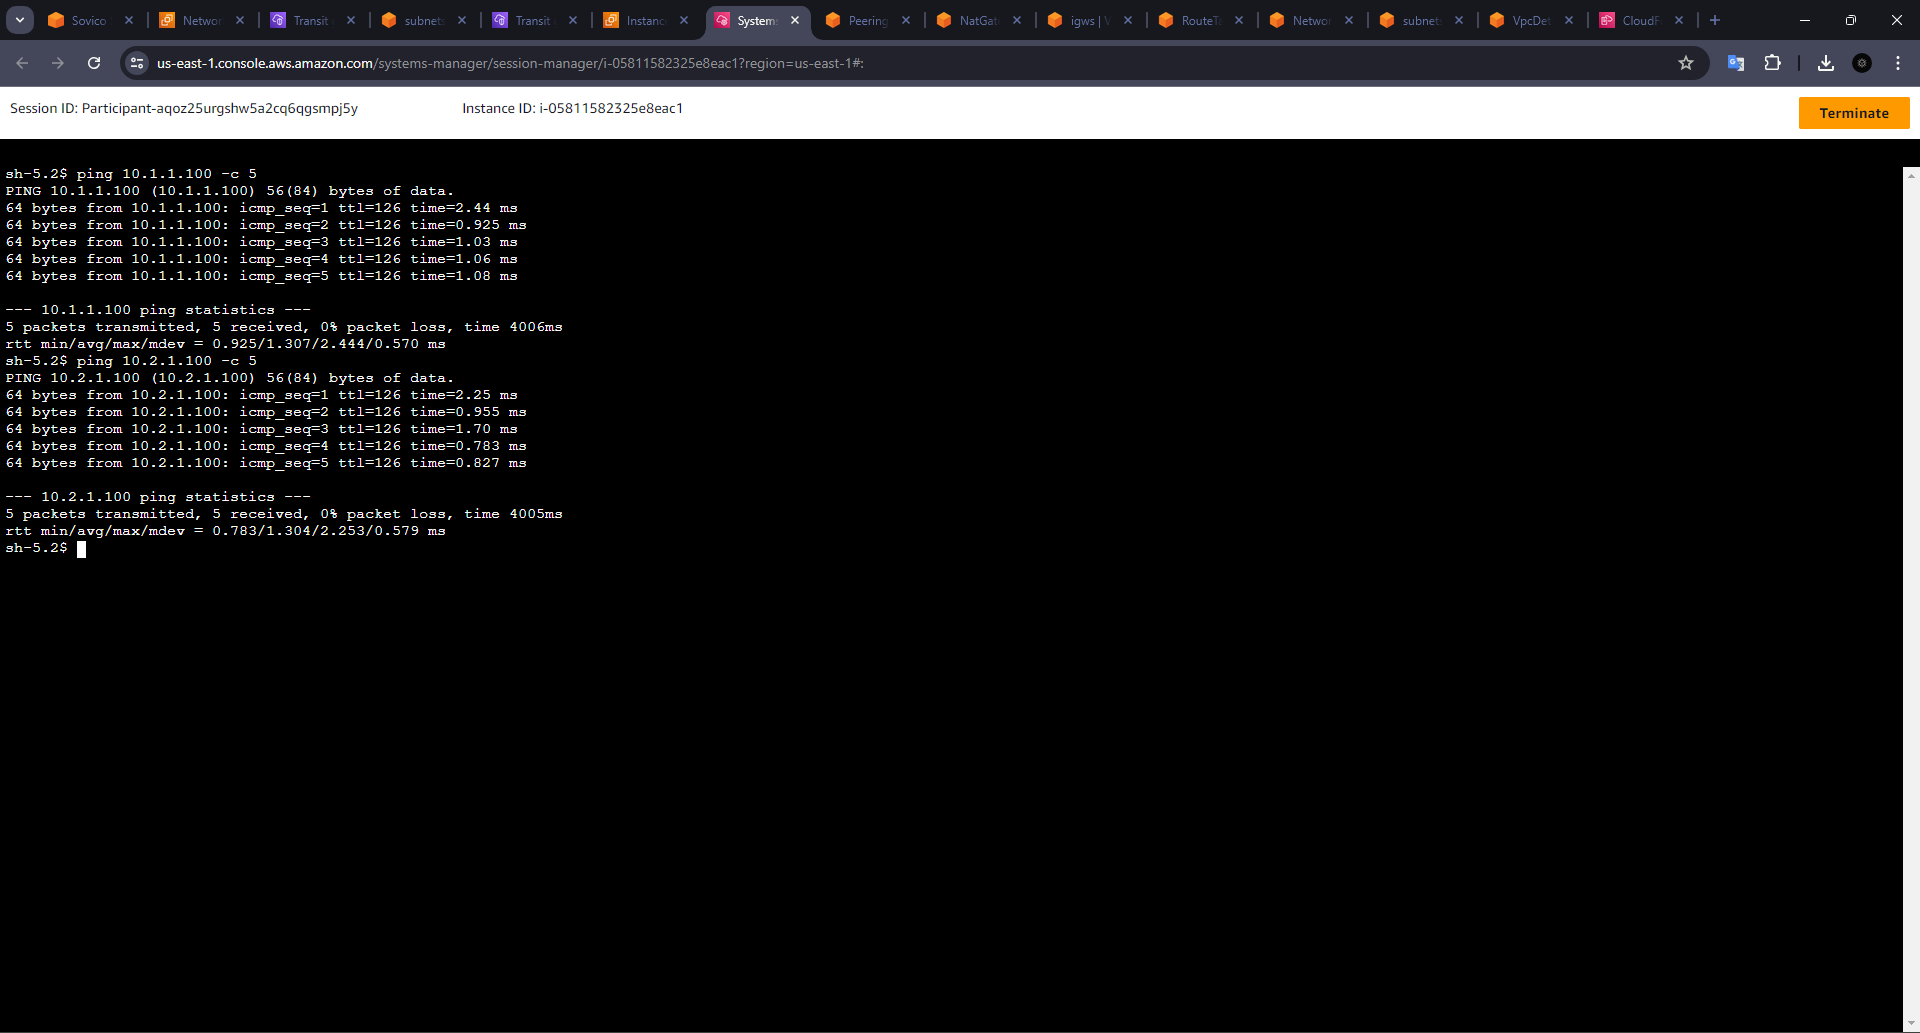 Sovico
Networ
Transit
subnets
Transit
Instanc
Systems
Peering
NatGat
igws | V
RouteTa
Networ
subnets
VpcDet
CloudF
us-east-1.console.aws.amazon.com/systems-manager/session-manager/i-05811582325e8eac1?region=us-east-1#:
Session ID: Participant-aqoz25urgshw5a2cq6qgsmpj5y
Instance ID: i-05811582325e8eac1
Terminate
sh-5.2$ ping 10.1.1.100 -c 5
PING 10.1.1.100 (10.1.1.100) 56(84) bytes of data.
64 bytes from 10.1.1.100: icmp_seq=1 ttl=126 time=2.44 ms
64 bytes from 10.1.1.100: icmp_seq=2 ttl=126 time=0.925 ms
64 bytes from 10.1.1.100: icmp_seq=3 ttl=126 time=1.03 ms
64 bytes from 10.1.1.100: icmp_seq=4 ttl=126 time=1.06 ms
64 bytes from 10.1.1.100: icmp_seq=5 ttl=126 time=1.08 ms
--- 10.1.1.100 ping statistics ---
5 packets transmitted, 5 received, 0% packet loss, time 4006ms
rtt min/avg/max/mdev = 0.925/1.307/2.444/0.570 ms
sh-5.2$ ping 10.2.1.100 -c 5
PING 10.2.1.100 (10.2.1.100) 56(84) bytes of data.
64 bytes from 10.2.1.100: icmp_seq=1 ttl=126 time=2.25 ms
64 bytes from 10.2.1.100: icmp_seq=2 ttl=126 time=0.955 ms
64 bytes from 10.2.1.100: icmp_seq=3 ttl=126 time=1.70 ms
64 bytes from 10.2.1.100: icmp_seq=4 ttl=126 time=0.783 ms
64 bytes from 10.2.1.100: icmp_seq=5 ttl=126 time=0.827 ms
--- 10.2.1.100 ping statistics ---
5 packets transmitted, 5 received, 0% packet loss, time 4005ms
rtt min/avg/max/mdev = 0.783/1.304/2.253/0.579 ms
sh-5.2$